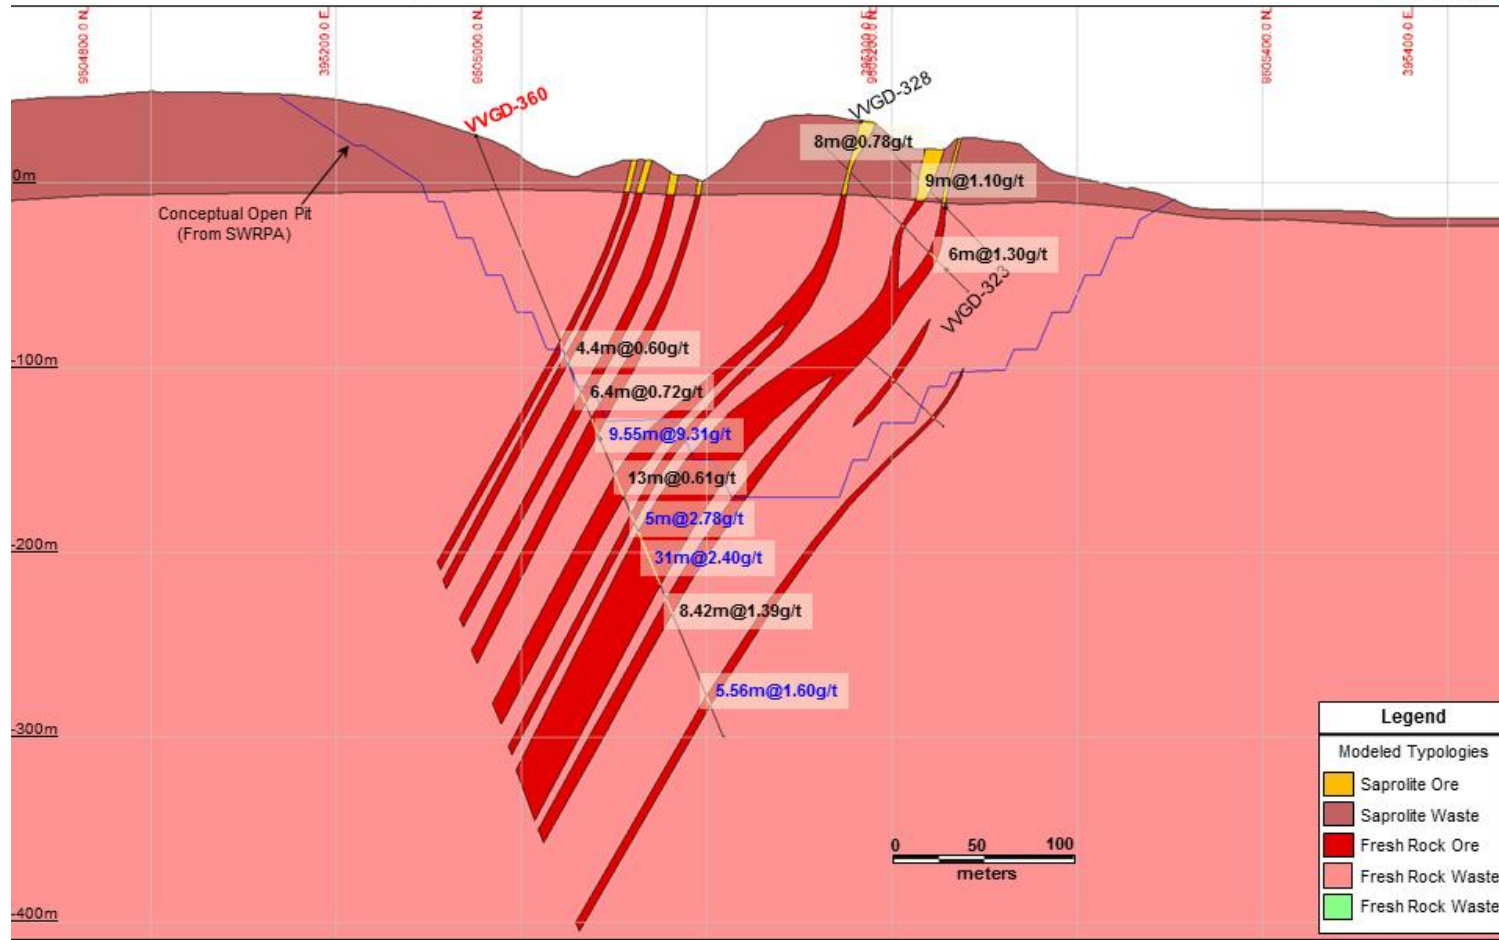 9604800.0 N
395200.0 E
9605000.0 N
9605400.0 N
395400.0 E
VVGD-360
VVGD-328
8m@0.78g/t
0m
9m@1.10g/t
Conceptual Open Pit
(From SWRPA)
6m@1.30g/t
VVGD-323
4.4m@0.60g/t
-100m
6.4m@0.72g/t
9.55m@9.31g/t
13m@0.61g/t
5m@2.78g/t
-200m
31m@2.40g/t
8.42m@1.39g/t
5.56m@1.60g/t
-300m
Legend
Modeled Typologies
Saprolite Ore
Saprolite Waste
Fresh Rock Ore
Fresh Rock Waste
Fresh Rock Waste
0 50 100
meters
-400m